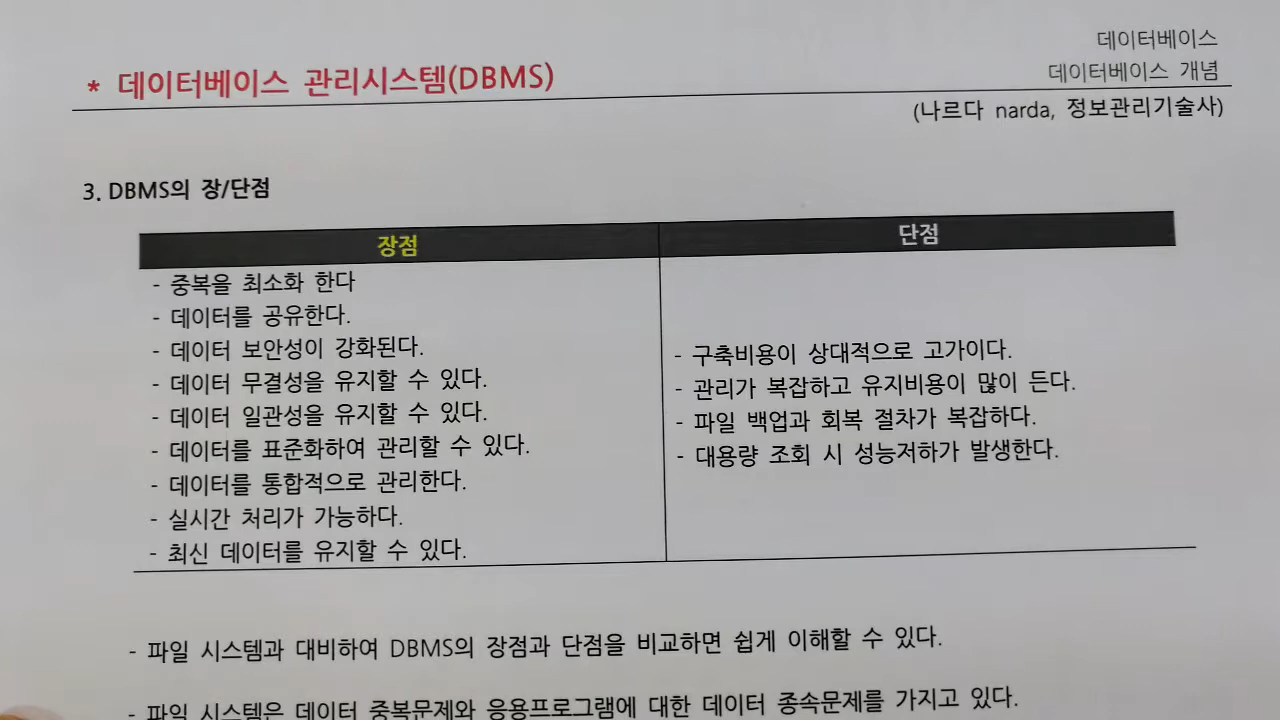 데이터베이스
* 데이터베이스 관리시스템(DBMS)
데이터베이스 개념
(나르다 narda, 정보관리기술사)
3. DBMS의 장/단점
장점
단점
- 중복을 최소화 한다
- 데이터를 공유한다.
- 데이터 보안성이 강화된다.
- 데이터 무결성을 유지할 수 있다.
- 데이터 일관성을 유지할 수 있다.
- 데이터를 표준화하여 관리할 수 있다.
- 데이터를 통합적으로 관리한다.
- 실시간 처리가 가능하다.
- 최신 데이터를 유지할 수 있다.
- 구축비용이 상대적으로 고가이다.
- 관리가 복잡하고 유지비용이 많이 든다.
- 파일 백업과 회복 절차가 복잡하다.
- 대용량 조회 시 성능저하가 발생한다.
- 파일 시스템과 대비하여 DBMS의 장점과 단점을 비교하면 쉽게 이해할 수 있다.
- 파일 시스템은 데이터 중복문제와 응용프로그램에 대한 데이터 종속문제를 가지고 있다.